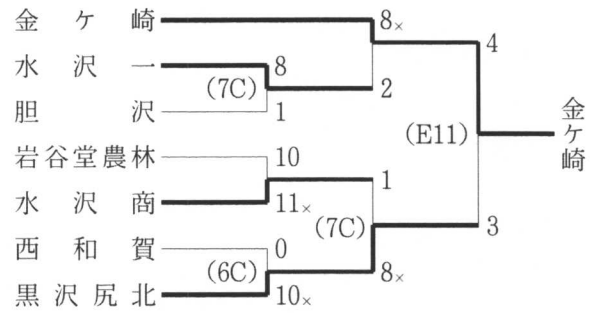 金ケ崎
8×
4
水沢一
8
(7C)
2
胆沢
1
(E11)
金ケ崎
岩谷堂農林
10
1
水沢商
11×
(7C)
3
西和賀
0
(6C)
8×
黒沢尻北
10×